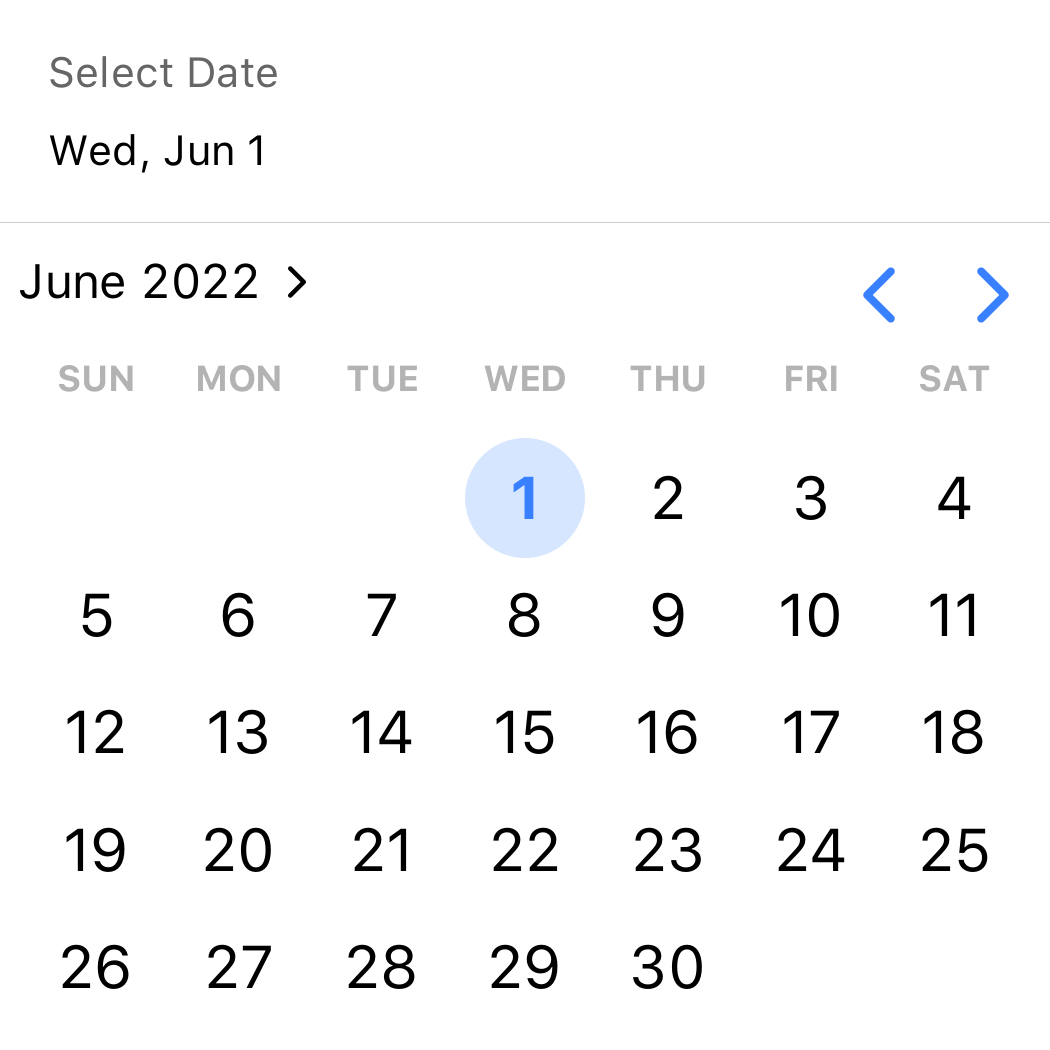 Select Date
Wed, Jun 1
June 2022
SUN MON TUE WED THU FRI SAT
1 2 3 4
5 6 7 8 9 10 11
12 13 14 15 16 17 18
19 20 21 22 23 24 25
26 27 28 29 30